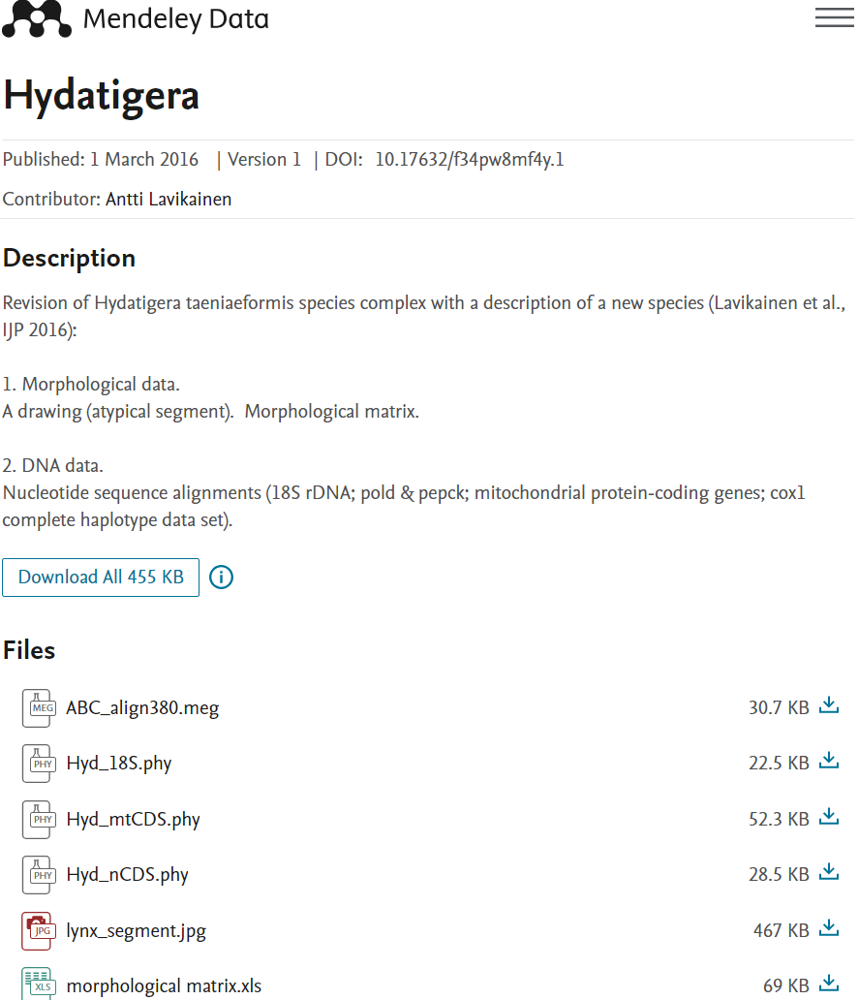 Mendeley Data
Hydatigera
Published: 1 March 2016 | Version 1 | DOI: 10.17632/f34pw8mf4y.1
Contributor: Antti Lavikainen
Description
Revision of Hydatigera taeniaeformis species complex with a description of a new species (Lavikainen et al.,
IJP 2016):
1. Morphological data.
A drawing (atypical segment).  Morphological matrix.
2. DNA data.
Nucleotide sequence alignments (18S rDNA; pold & pepck; mitochondrial protein-coding genes; cox1
complete haplotype data set).
Download All 455 KB i
Files
MEG ABC_align380.meg 30.7 KB
PHY Hyd_18S.phy 22.5 KB
PHY Hyd_mtCDS.phy 52.3 KB
PHY Hyd_nCDS.phy 28.5 KB
JPG lynx_segment.jpg 467 KB
XLS morphological matrix.xls 69 KB